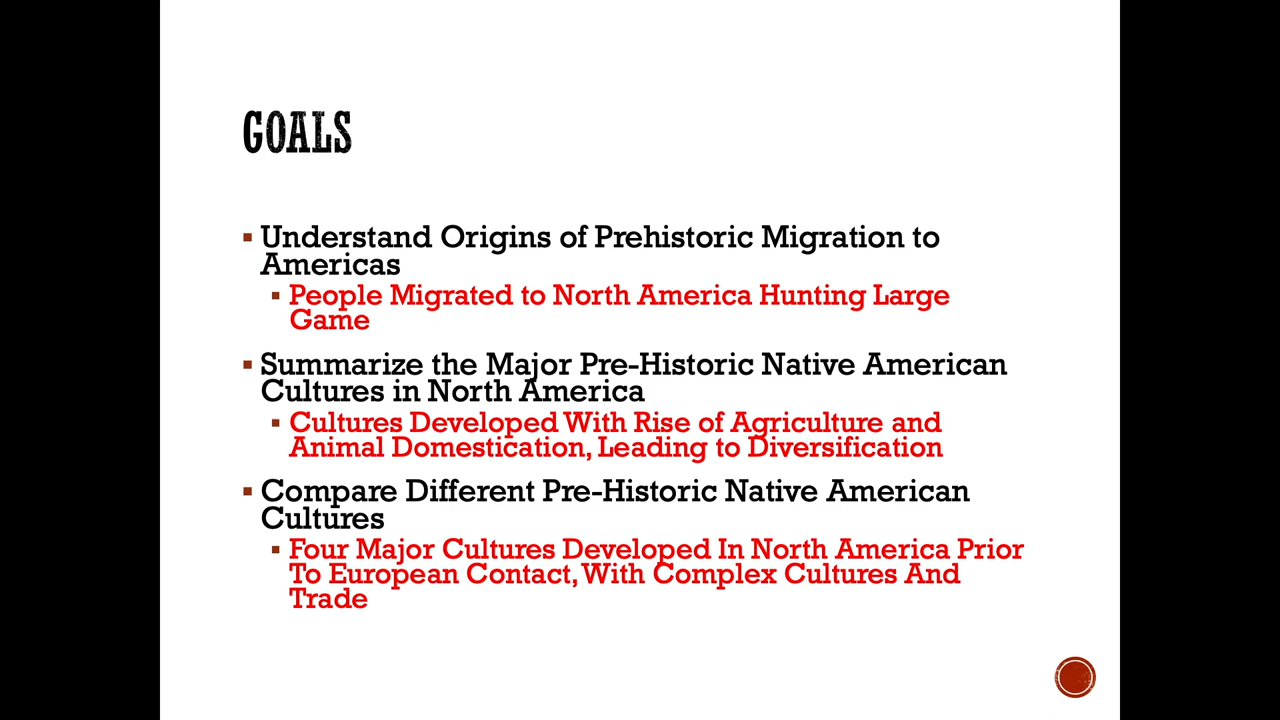 GOALS
Understand Origins of Prehistoric Migration to
Americas
People Migrated to North America Hunting Large
Game
Summarize the Major Pre-Historic Native American
Cultures in North America
Cultures Developed With Rise of Agriculture and
Animal Domestication, Leading to Diversification
Compare Different Pre-Historic Native American
Cultures
Four Major Cultures Developed In North America Prior
To European Contact, With Complex Cultures And
Trade